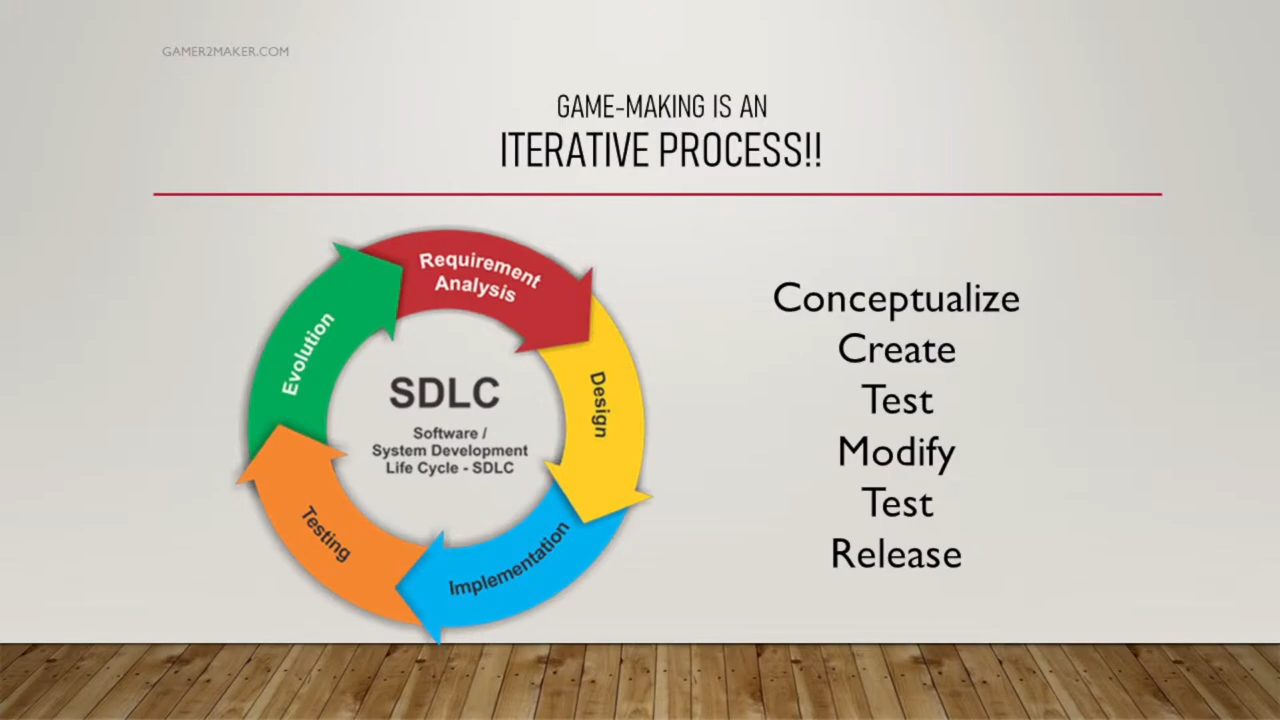 GAMER2MAKER.COM
GAME-MAKING IS AN
ITERATIVE PROCESS!!
Requirement
Analysis
Design
Implementation
Testing
Evolution
SDLC
Software /
System Development
Life Cycle - SDLC
Conceptualize
Create
Test
Modify
Test
Release